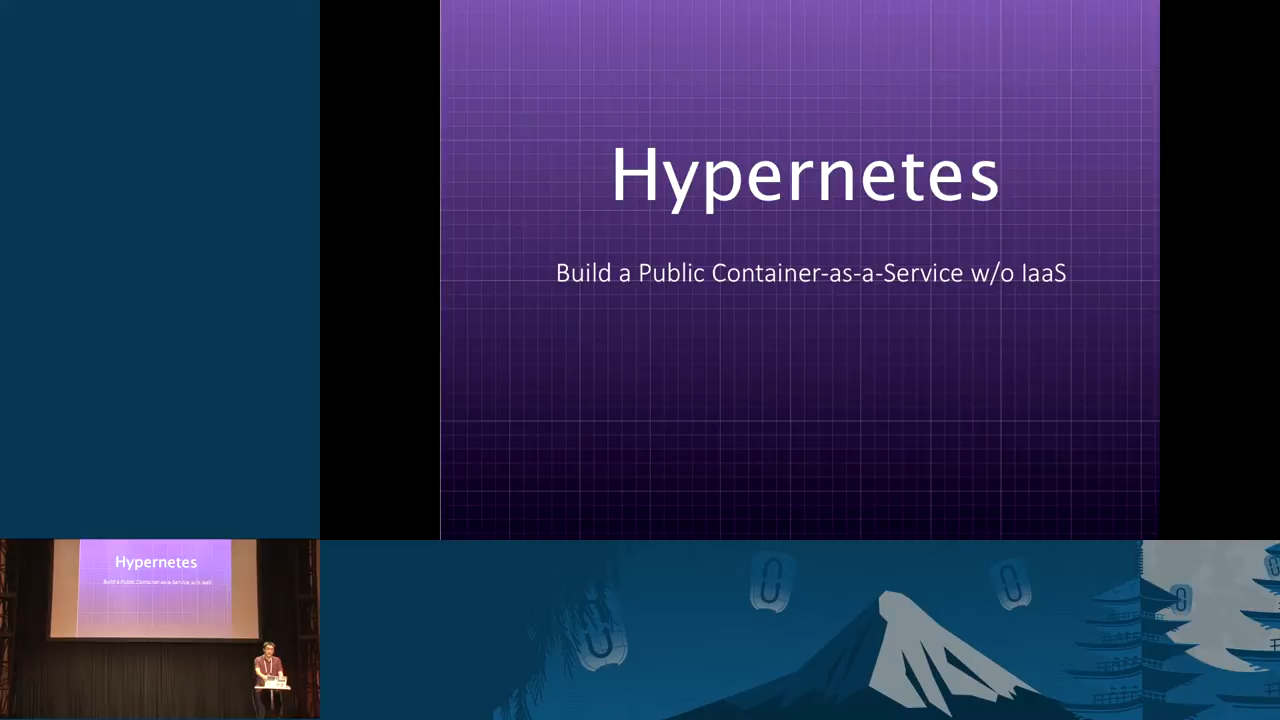 Hypernetes
Build a Public Container-as-a-Service w/o IaaS
Hypernetes
Build a Public Container-as-a-Service w/o IaaS